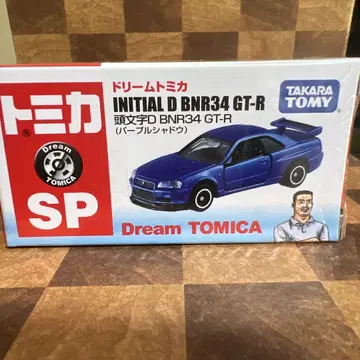 ドリームトミカ
INITIAL D BNR34 GT-R
頭文字D BNR34 GT-R
(パープルシャドウ)
TAKARA
TOMY
トミカ
Dream
TOMICA
SP
Dream TOMICA